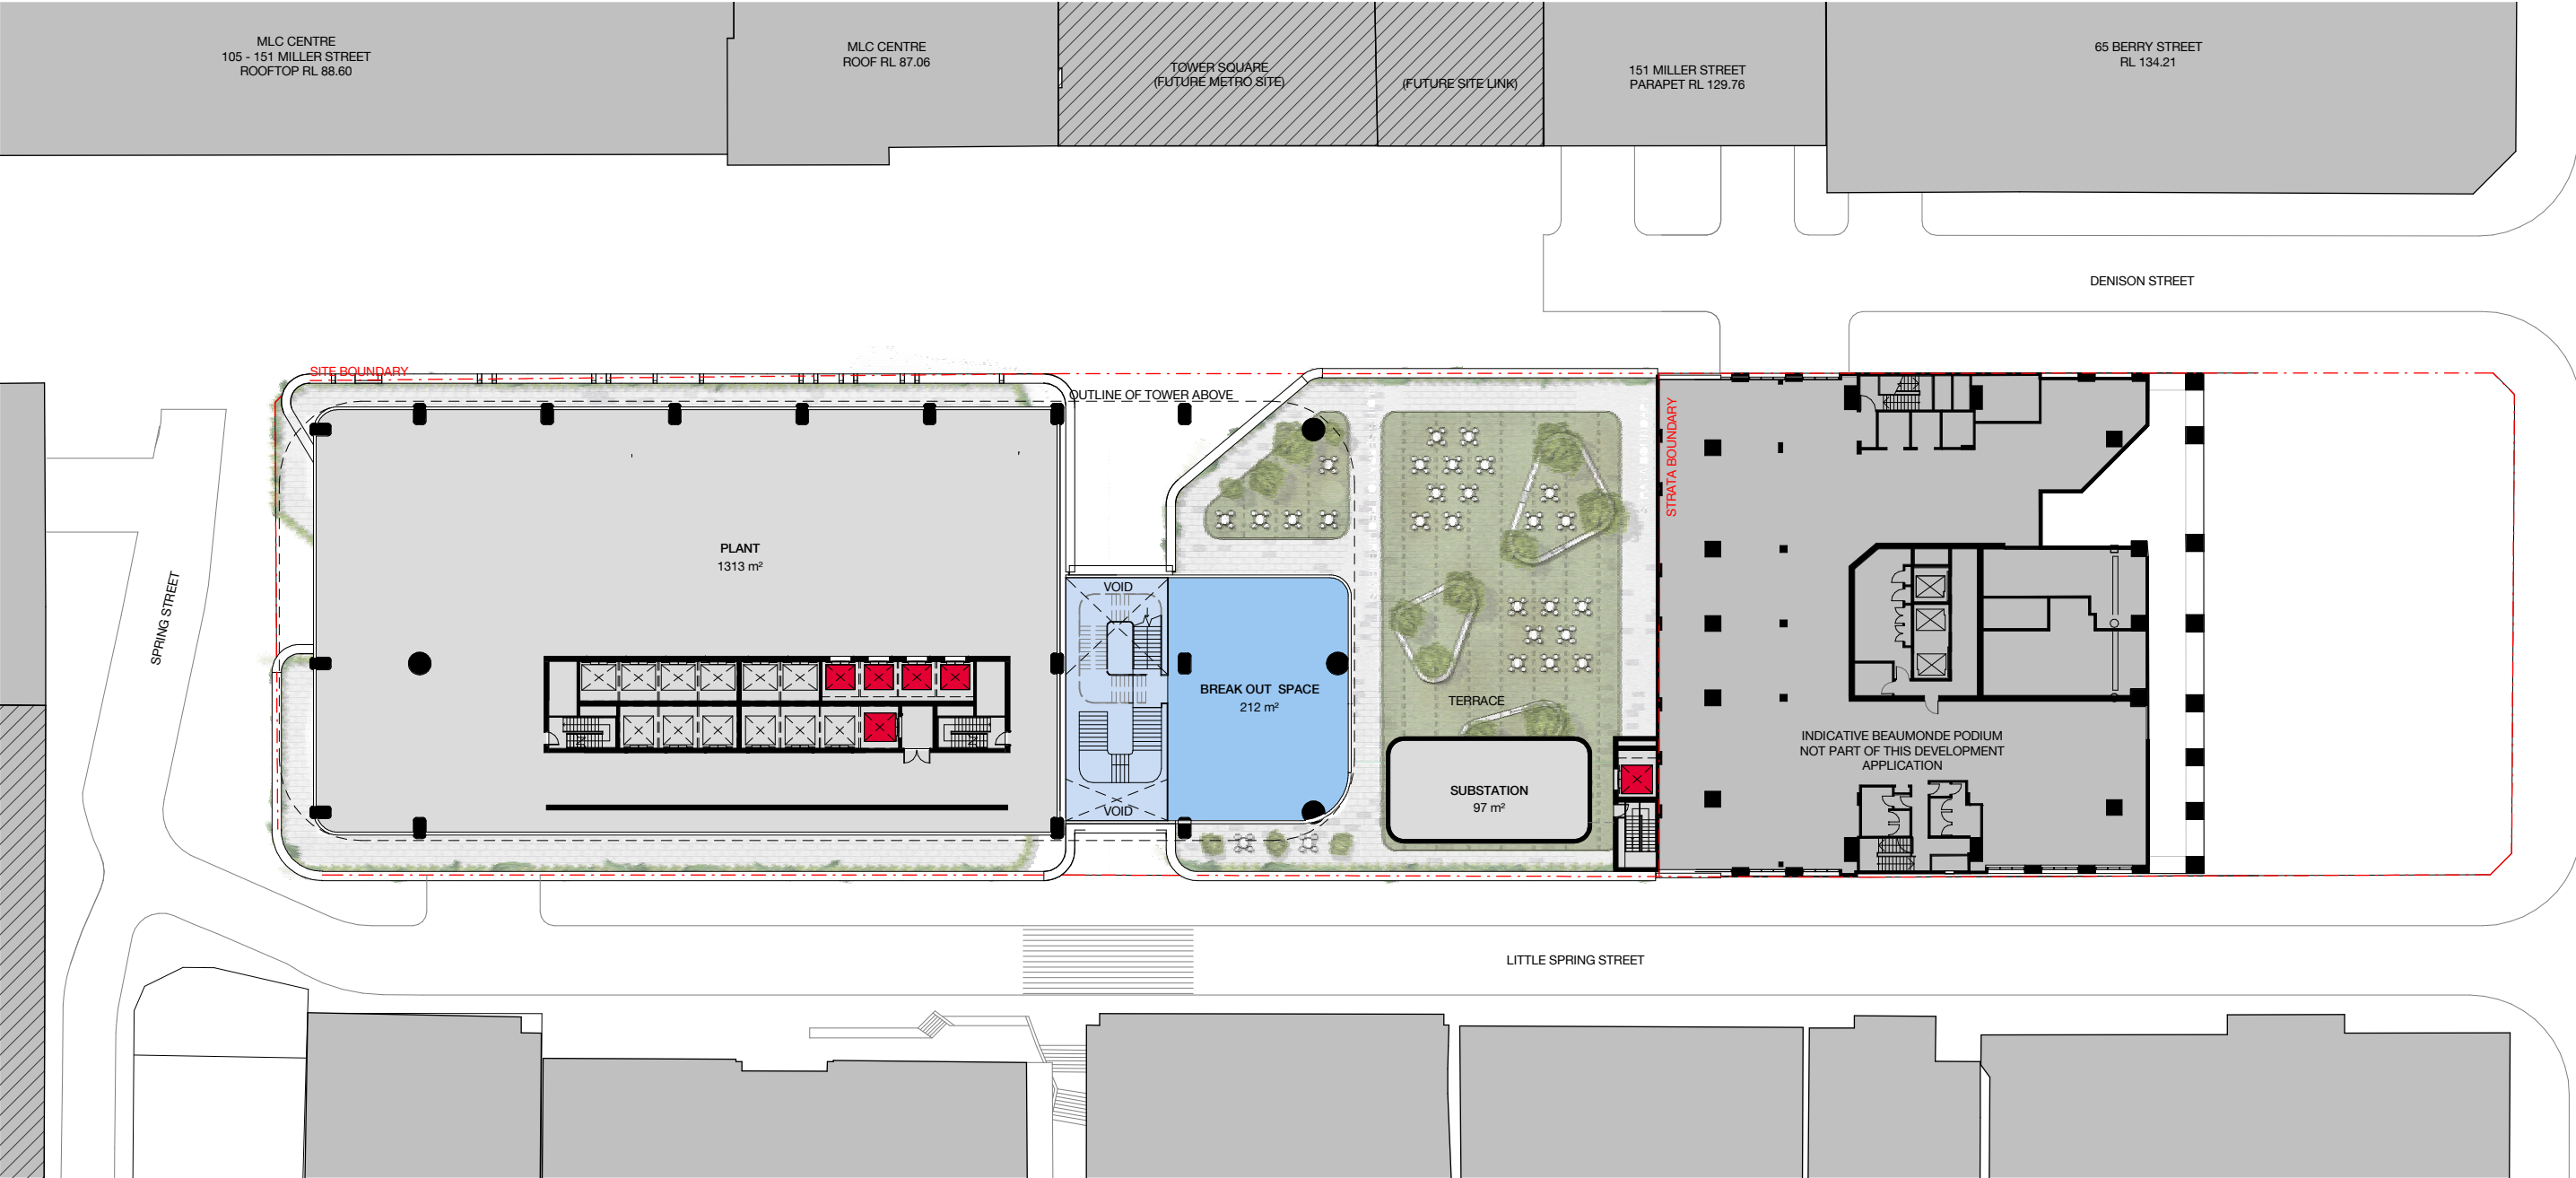 MLC CENTRE
105 - 151 MILLER STREET
ROOFTOP RL 88.60
MLC CENTRE
ROOF RL 87.06
TOWER SQUARE
(FUTURE METRO SITE)
(FUTURE SITE LINK)
151 MILLER STREET
PARAPET RL 129.76
65 BERRY STREET
RL 134.21
DENISON STREET
SITE BOUNDARY
OUTLINE OF TOWER ABOVE
STRATA BOUNDARY
SPRING STREET
PLANT
1313 m²
VOID
BREAK OUT SPACE
212 m²
VOID
TERRACE
SUBSTATION
97 m²
INDICATIVE BEAUMONDE PODIUM
NOT PART OF THIS DEVELOPMENT
APPLICATION
LITTLE SPRING STREET